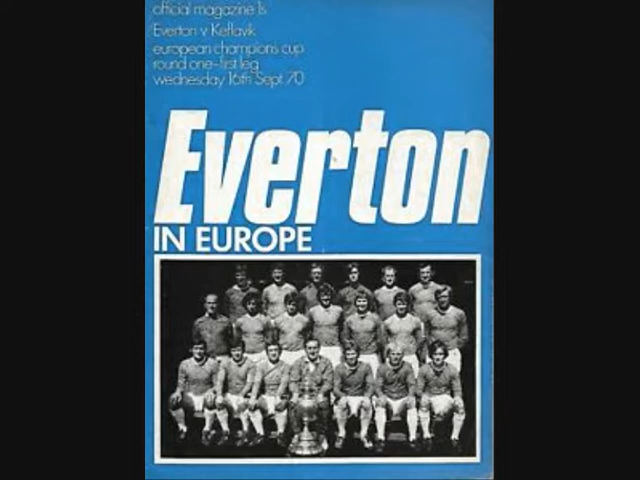 official magazine 1s
Everton v Keflavik
european champions cup
round one-first leg
wednesday 16th Sept. 70
Everton
IN EUROPE